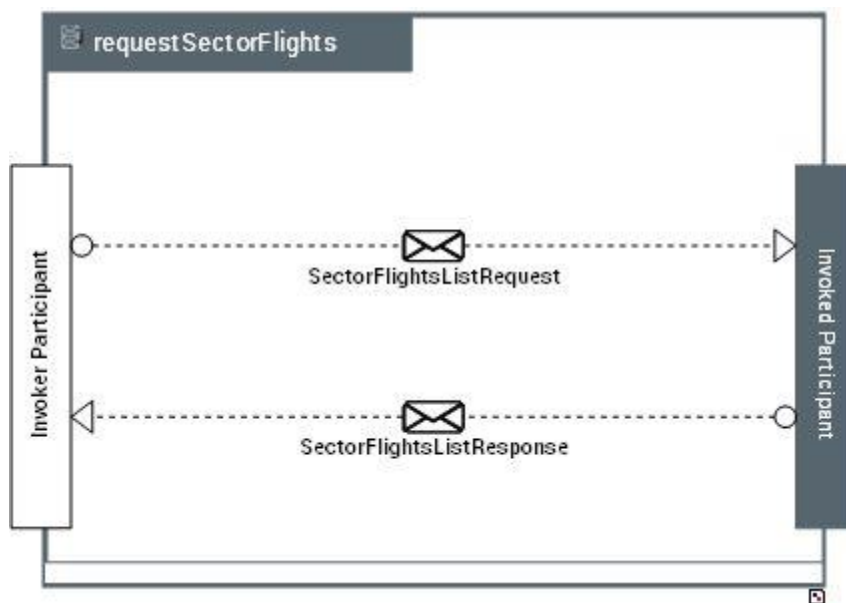 requestSectorFlights
Invoker Participant
SectorFlightsListRequest
SectorFlightsListResponse
Invoked Participant